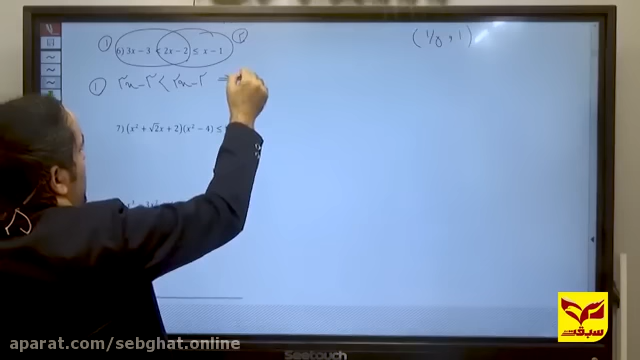 ① ②
6) 3x − 3 < 2x − 2 ≤ x − 1
(1/8 , 1)
① ۳x − ۳ < ۲x − ۲ =
7) (x² + √2x + 2)(x² − 4) ≤
سبقت
aparat.com/sebghat.online
Seetouch